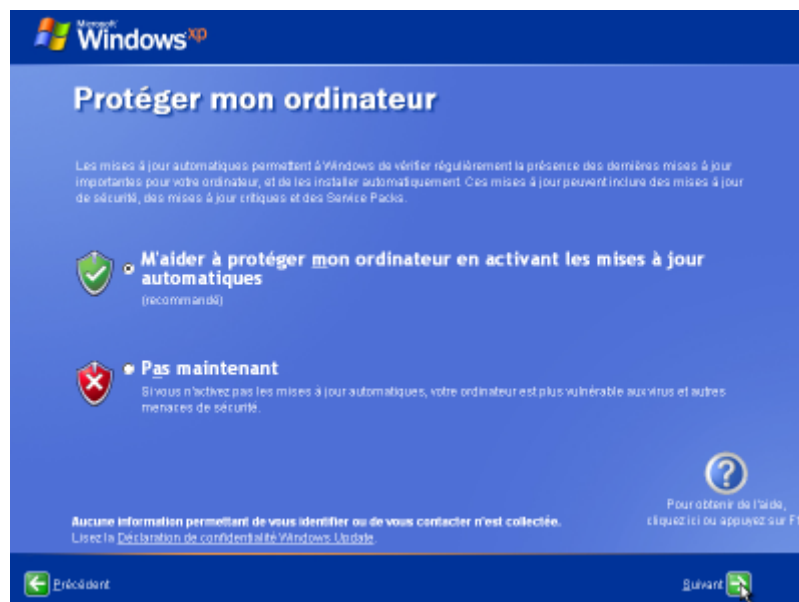 Microsoft
Windows xp
Protéger mon ordinateur
Les mises à jour automatiques permettent à Windows de vérifier régulièrement la présence des dernières mises à jour
importantes pour votre ordinateur, et de les installer automatiquement. Ces mises à jour peuvent inclure des mises à jour
de sécurité, des mises à jour critiques et des Service Packs.
M'aider à protéger mon ordinateur en activant les mises à jour
automatiques
(recommandé)
Pas maintenant
Si vous n'activez pas les mises à jour automatiques, votre ordinateur est plus vulnérable aux virus et autres
menaces de sécurité.
Pour obtenir de l'aide,
cliquez ici ou appuyez sur F1
Aucune information permettant de vous identifier ou de vous contacter n'est collectée.
Lisez la Déclaration de confidentialité Windows Update.
Précédent
Suivant